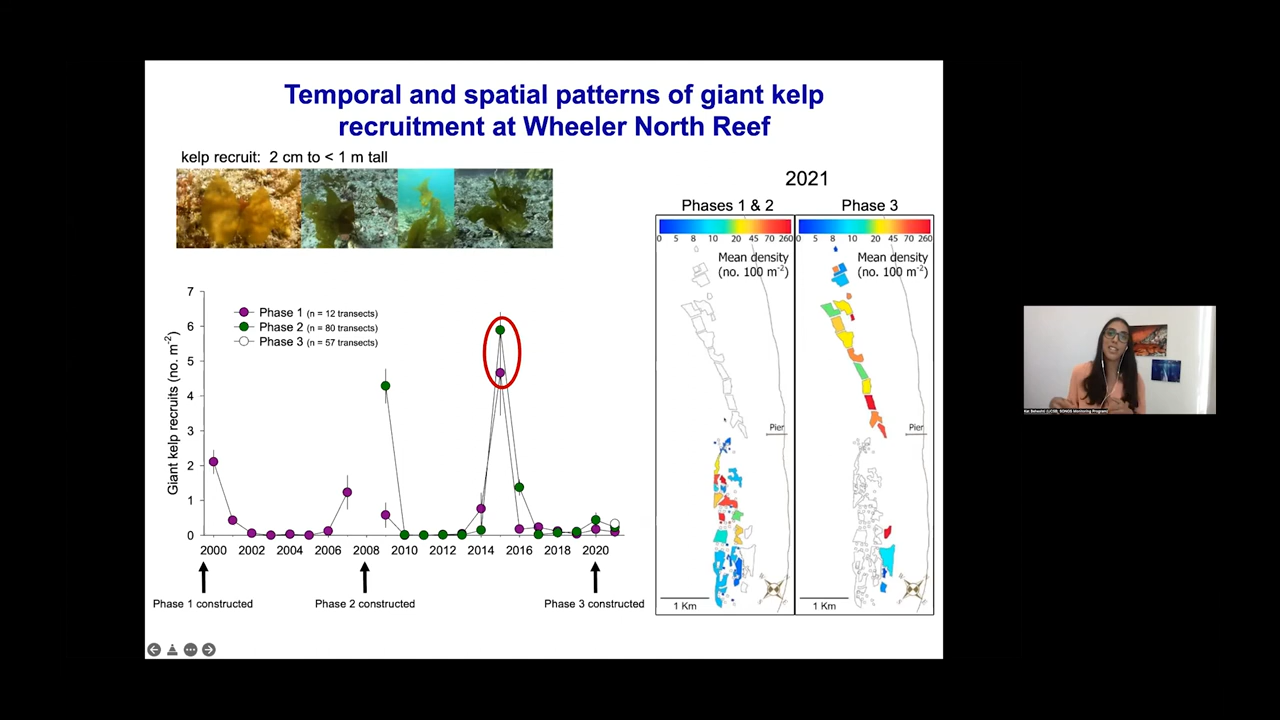 Temporal and spatial patterns of giant kelp
recruitment at Wheeler North Reef
kelp recruit: 2 cm to < 1 m tall
2021
Phases 1 & 2
Phase 3
0 5 8 10 20 45 70 260
0 5 8 10 20 45 70 260
Mean density
(no. 100 m⁻²)
Mean density
(no. 100 m⁻²)
Pier
Pier
1 Km
1 Km
Giant kelp recruits (no. m⁻²)
7
6
5
4
3
2
1
0
Phase 1 (n = 12 transects)
Phase 2 (n = 80 transects)
Phase 3 (n = 57 transects)
2000 2002 2004 2006 2008 2010 2012 2014 2016 2018 2020
Phase 1 constructed
Phase 2 constructed
Phase 3 constructed